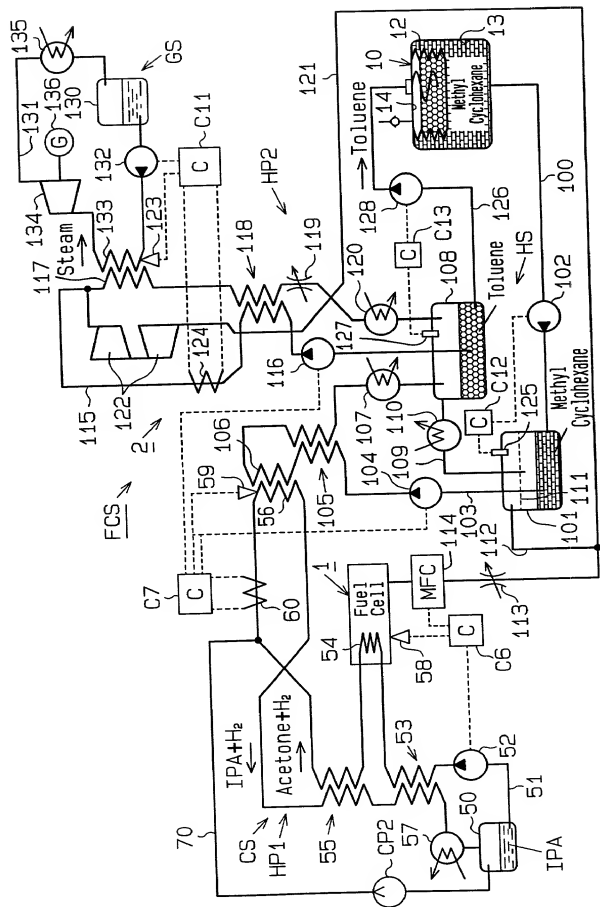 FCS
2
GS
135
130
131
136
G
134
132
C11
C
Steam
133
123
117
118
HP2
119
121
→Toluene
10
12
13
14
Methyl
Cyclohexane
128
C13
C
126
100
120
108
124
122
115
116
127
Toluene
HS
102
107
110
109
C12
C
125
Methyl
Cyclohexane
106
59
56
105
104
103
101
111
112
C7
C
60
1
Fuel
Cell
54
MFC
114
113
58
C
C6
IPA+H₂
Acetone+H₂
53
52
51
70
CS
HP1
55
57
50
CP2
IPA